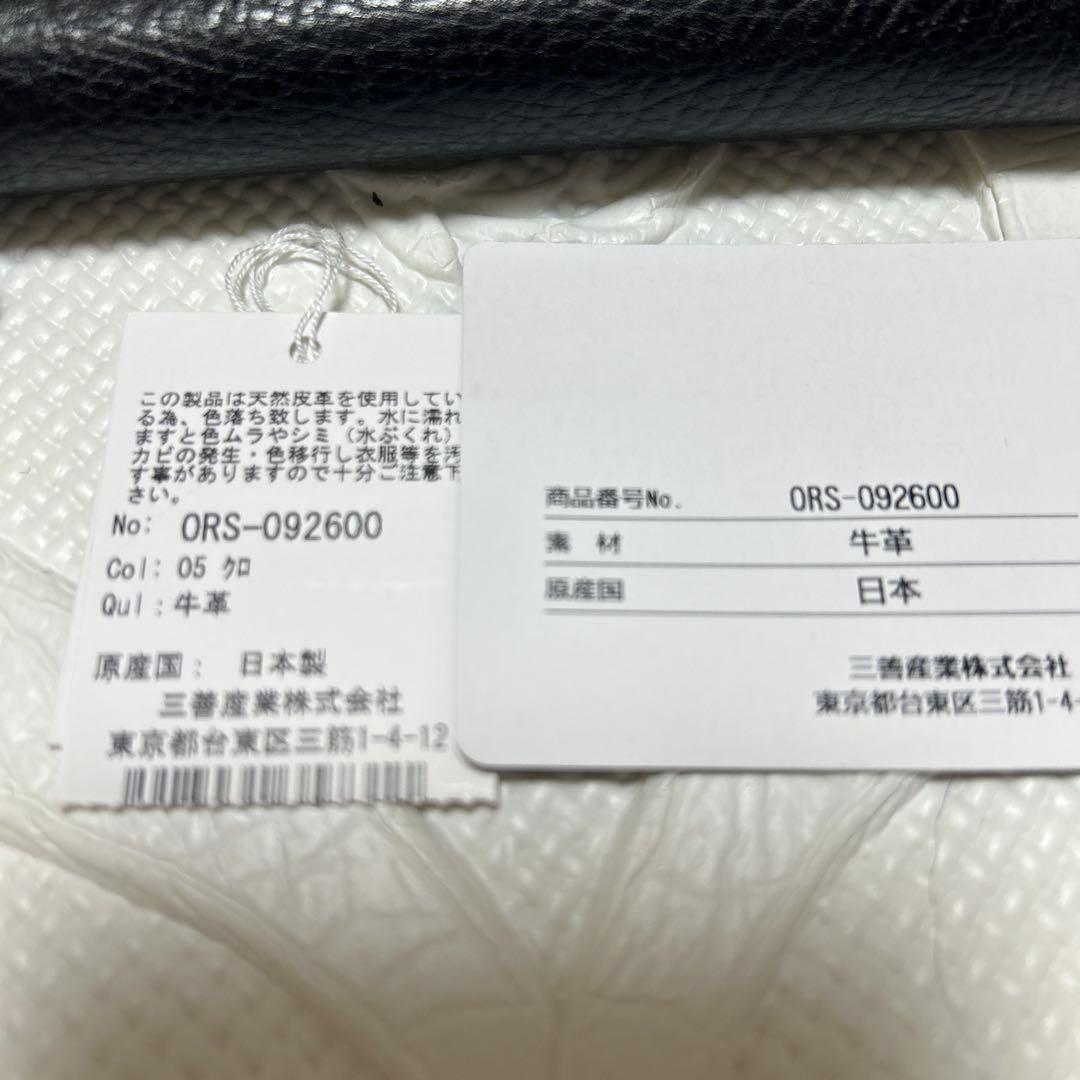 この製品は天然皮革を使用してい
る為、色落ち致します。水に濡れ
ますと色ムラやシミ（水ぶくれ）
カビの発生・色移行し衣服等を汚
す事がありますので十分ご注意下
さい。
No: ORS-092600
Col: 05 クロ
Qul: 牛革
原産国: 日本製
三善産業株式会社
東京都台東区三筋1-4-12
商品番号No. ORS-092600
素 材 牛革
原産国 日本
三善産業株式会社
東京都台東区三筋1-4-